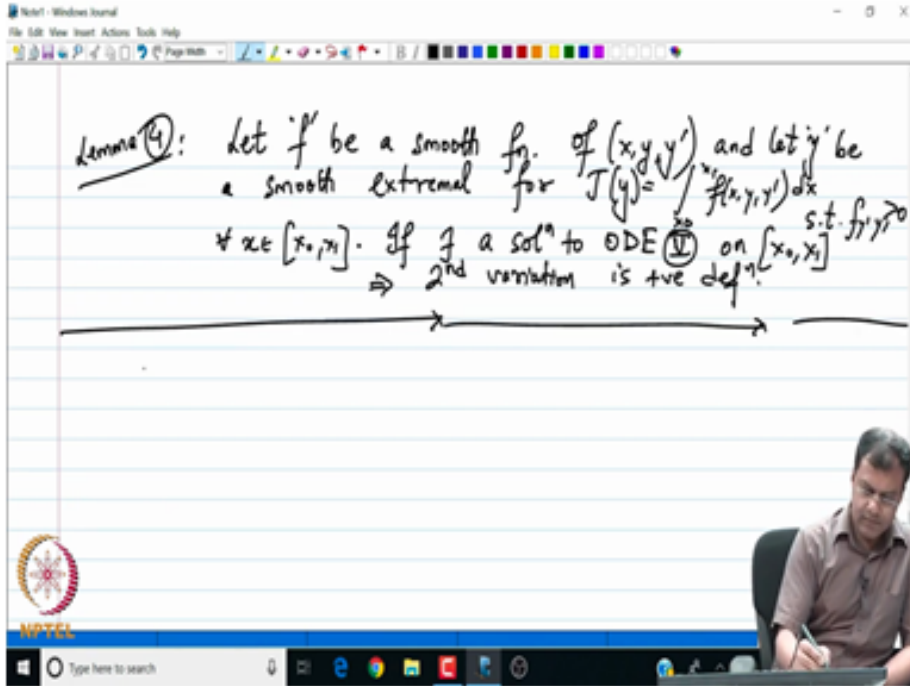 Note1 - Windows Journal
File Edit View Insert Actions Tools Help
Page Width
B I
Lemma 4: Let 'f' be a smooth fn. of (x, y, y') and let 'y' be
a smooth extremal for J(y) = ∫_{x₀}^{x₁} f(x, y, y') dx
s.t. f_{y'y'} > 0
∀ x ∈ [x₀, x₁]. If ∃ a solⁿ to ODE Ⅴ on [x₀, x₁]
⇒ 2nd variation is +ve defⁿ.
NPTEL
Type here to search